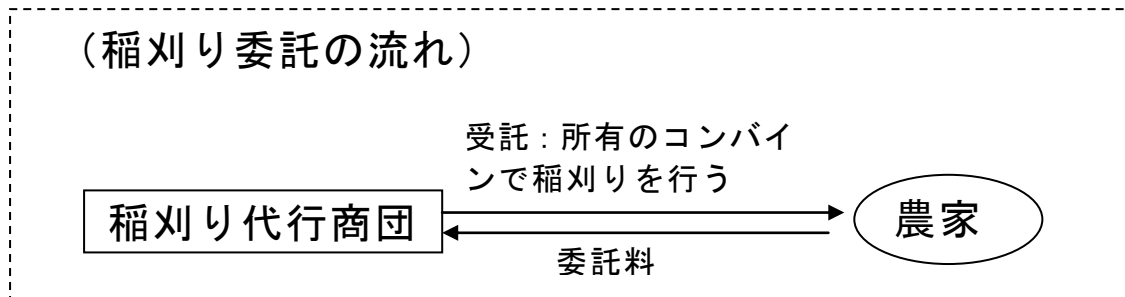 （稲刈り委託の流れ）
受託：所有のコンバイ
ンで稲刈りを行う
稲刈り代行商団
農家
委託料